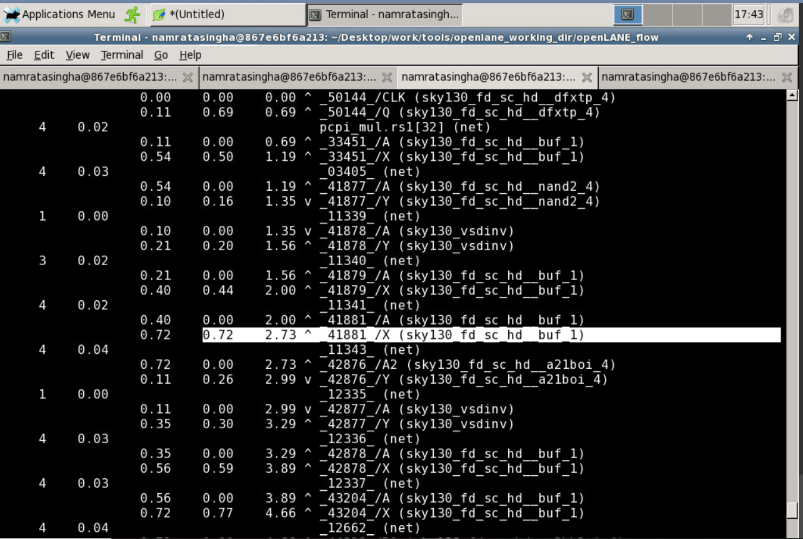 Applications Menu *(Untitled) Terminal - namratasingh... 17:43
Terminal - namratasingha@867e6bf6a213: ~/Desktop/work/tools/openlane_working_dir/openLANE_flow
File Edit View Terminal Go Help
namratasingha@867e6bf6a213:... namratasingha@867e6bf6a213:... namratasingha@867e6bf6a213:... namratasingha@867e6bf6a213:...
0.00 0.00 0.00 ^ _50144_/CLK (sky130_fd_sc_hd__dfxtp_4)
0.11 0.69 0.69 ^ _50144_/Q (sky130_fd_sc_hd__dfxtp_4)
4 0.02 pcpi_mul.rs1[32] (net)
0.11 0.00 0.69 ^ _33451_/A (sky130_fd_sc_hd__buf_1)
0.54 0.50 1.19 ^ _33451_/X (sky130_fd_sc_hd__buf_1)
4 0.03 _03405_ (net)
0.54 0.00 1.19 ^ _41877_/A (sky130_fd_sc_hd__nand2_4)
0.10 0.16 1.35 v _41877_/Y (sky130_fd_sc_hd__nand2_4)
1 0.00 _11339_ (net)
0.10 0.00 1.35 v _41878_/A (sky130_vsdinv)
0.21 0.20 1.56 ^ _41878_/Y (sky130_vsdinv)
3 0.02 _11340_ (net)
0.21 0.00 1.56 ^ _41879_/A (sky130_fd_sc_hd__buf_1)
0.40 0.44 2.00 ^ _41879_/X (sky130_fd_sc_hd__buf_1)
4 0.02 _11341_ (net)
0.40 0.00 2.00 ^ _41881_/A (sky130_fd_sc_hd__buf_1)
0.72 0.72 2.73 ^ _41881_/X (sky130_fd_sc_hd__buf_1)
4 0.04 _11343_ (net)
0.72 0.00 2.73 ^ _42876_/A2 (sky130_fd_sc_hd__a21boi_4)
0.11 0.26 2.99 v _42876_/Y (sky130_fd_sc_hd__a21boi_4)
1 0.00 _12335_ (net)
0.11 0.00 2.99 v _42877_/A (sky130_vsdinv)
0.35 0.30 3.29 ^ _42877_/Y (sky130_vsdinv)
4 0.03 _12336_ (net)
0.35 0.00 3.29 ^ _42878_/A (sky130_fd_sc_hd__buf_1)
0.56 0.59 3.89 ^ _42878_/X (sky130_fd_sc_hd__buf_1)
4 0.03 _12337_ (net)
0.56 0.00 3.89 ^ _43204_/A (sky130_fd_sc_hd__buf_1)
0.72 0.77 4.66 ^ _43204_/X (sky130_fd_sc_hd__buf_1)
4 0.04 _12662_ (net)